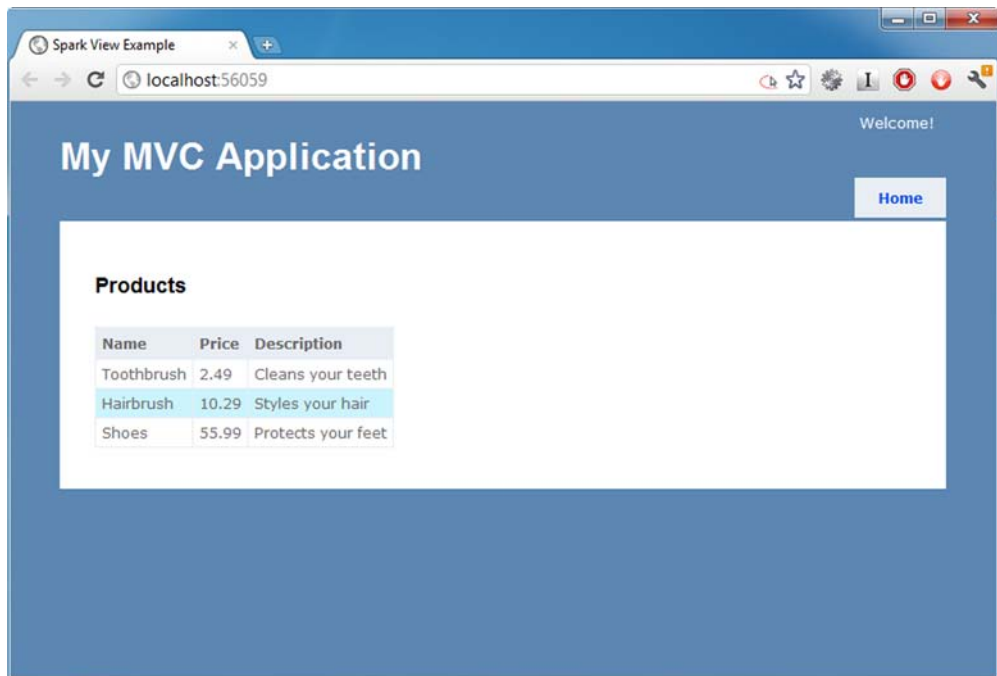 Spark View Example
localhost:56059
Welcome!
My MVC Application
Home
Products
Name Price Description
Toothbrush 2.49 Cleans your teeth
Hairbrush 10.29 Styles your hair
Shoes 55.99 Protects your feet